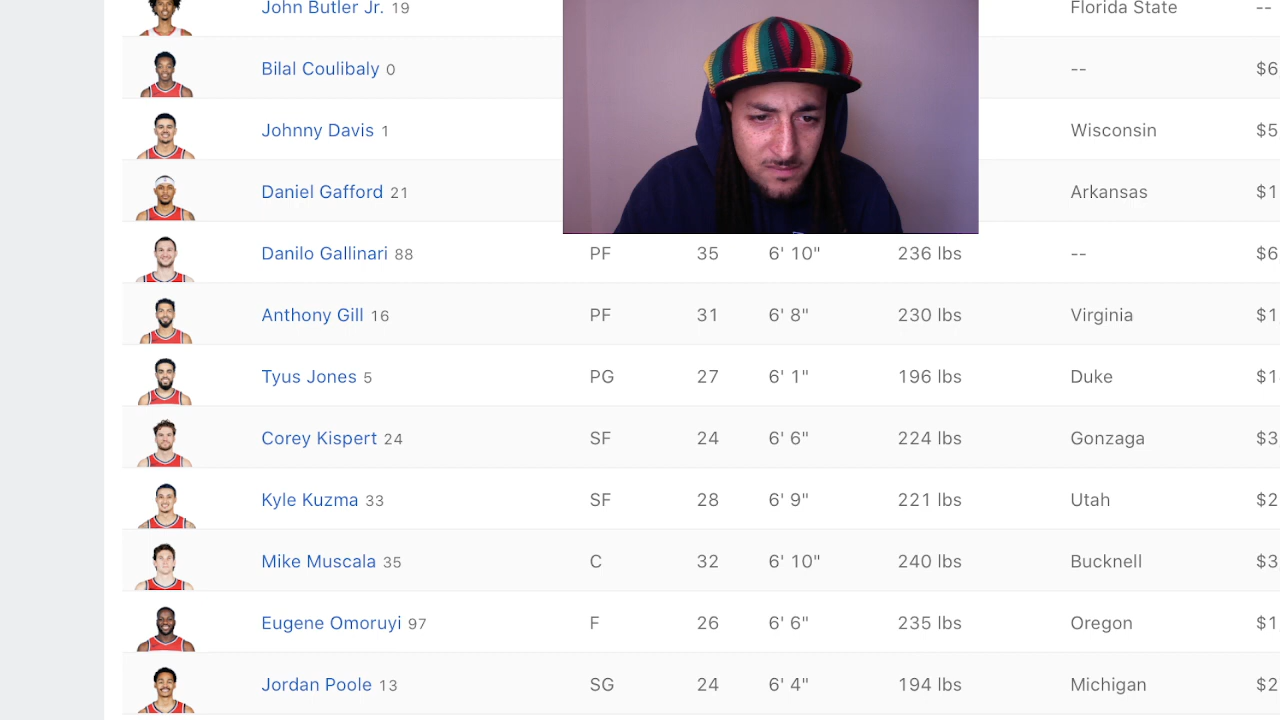 John Butler Jr. 19 Florida State --
Bilal Coulibaly 0 -- $6
Johnny Davis 1 Wisconsin $5
Daniel Gafford 21 Arkansas $1
Danilo Gallinari 88 PF 35 6' 10" 236 lbs -- $6
Anthony Gill 16 PF 31 6' 8" 230 lbs Virginia $1
Tyus Jones 5 PG 27 6' 1" 196 lbs Duke $1
Corey Kispert 24 SF 24 6' 6" 224 lbs Gonzaga $3
Kyle Kuzma 33 SF 28 6' 9" 221 lbs Utah $2
Mike Muscala 35 C 32 6' 10" 240 lbs Bucknell $3
Eugene Omoruyi 97 F 26 6' 6" 235 lbs Oregon $1
Jordan Poole 13 SG 24 6' 4" 194 lbs Michigan $2